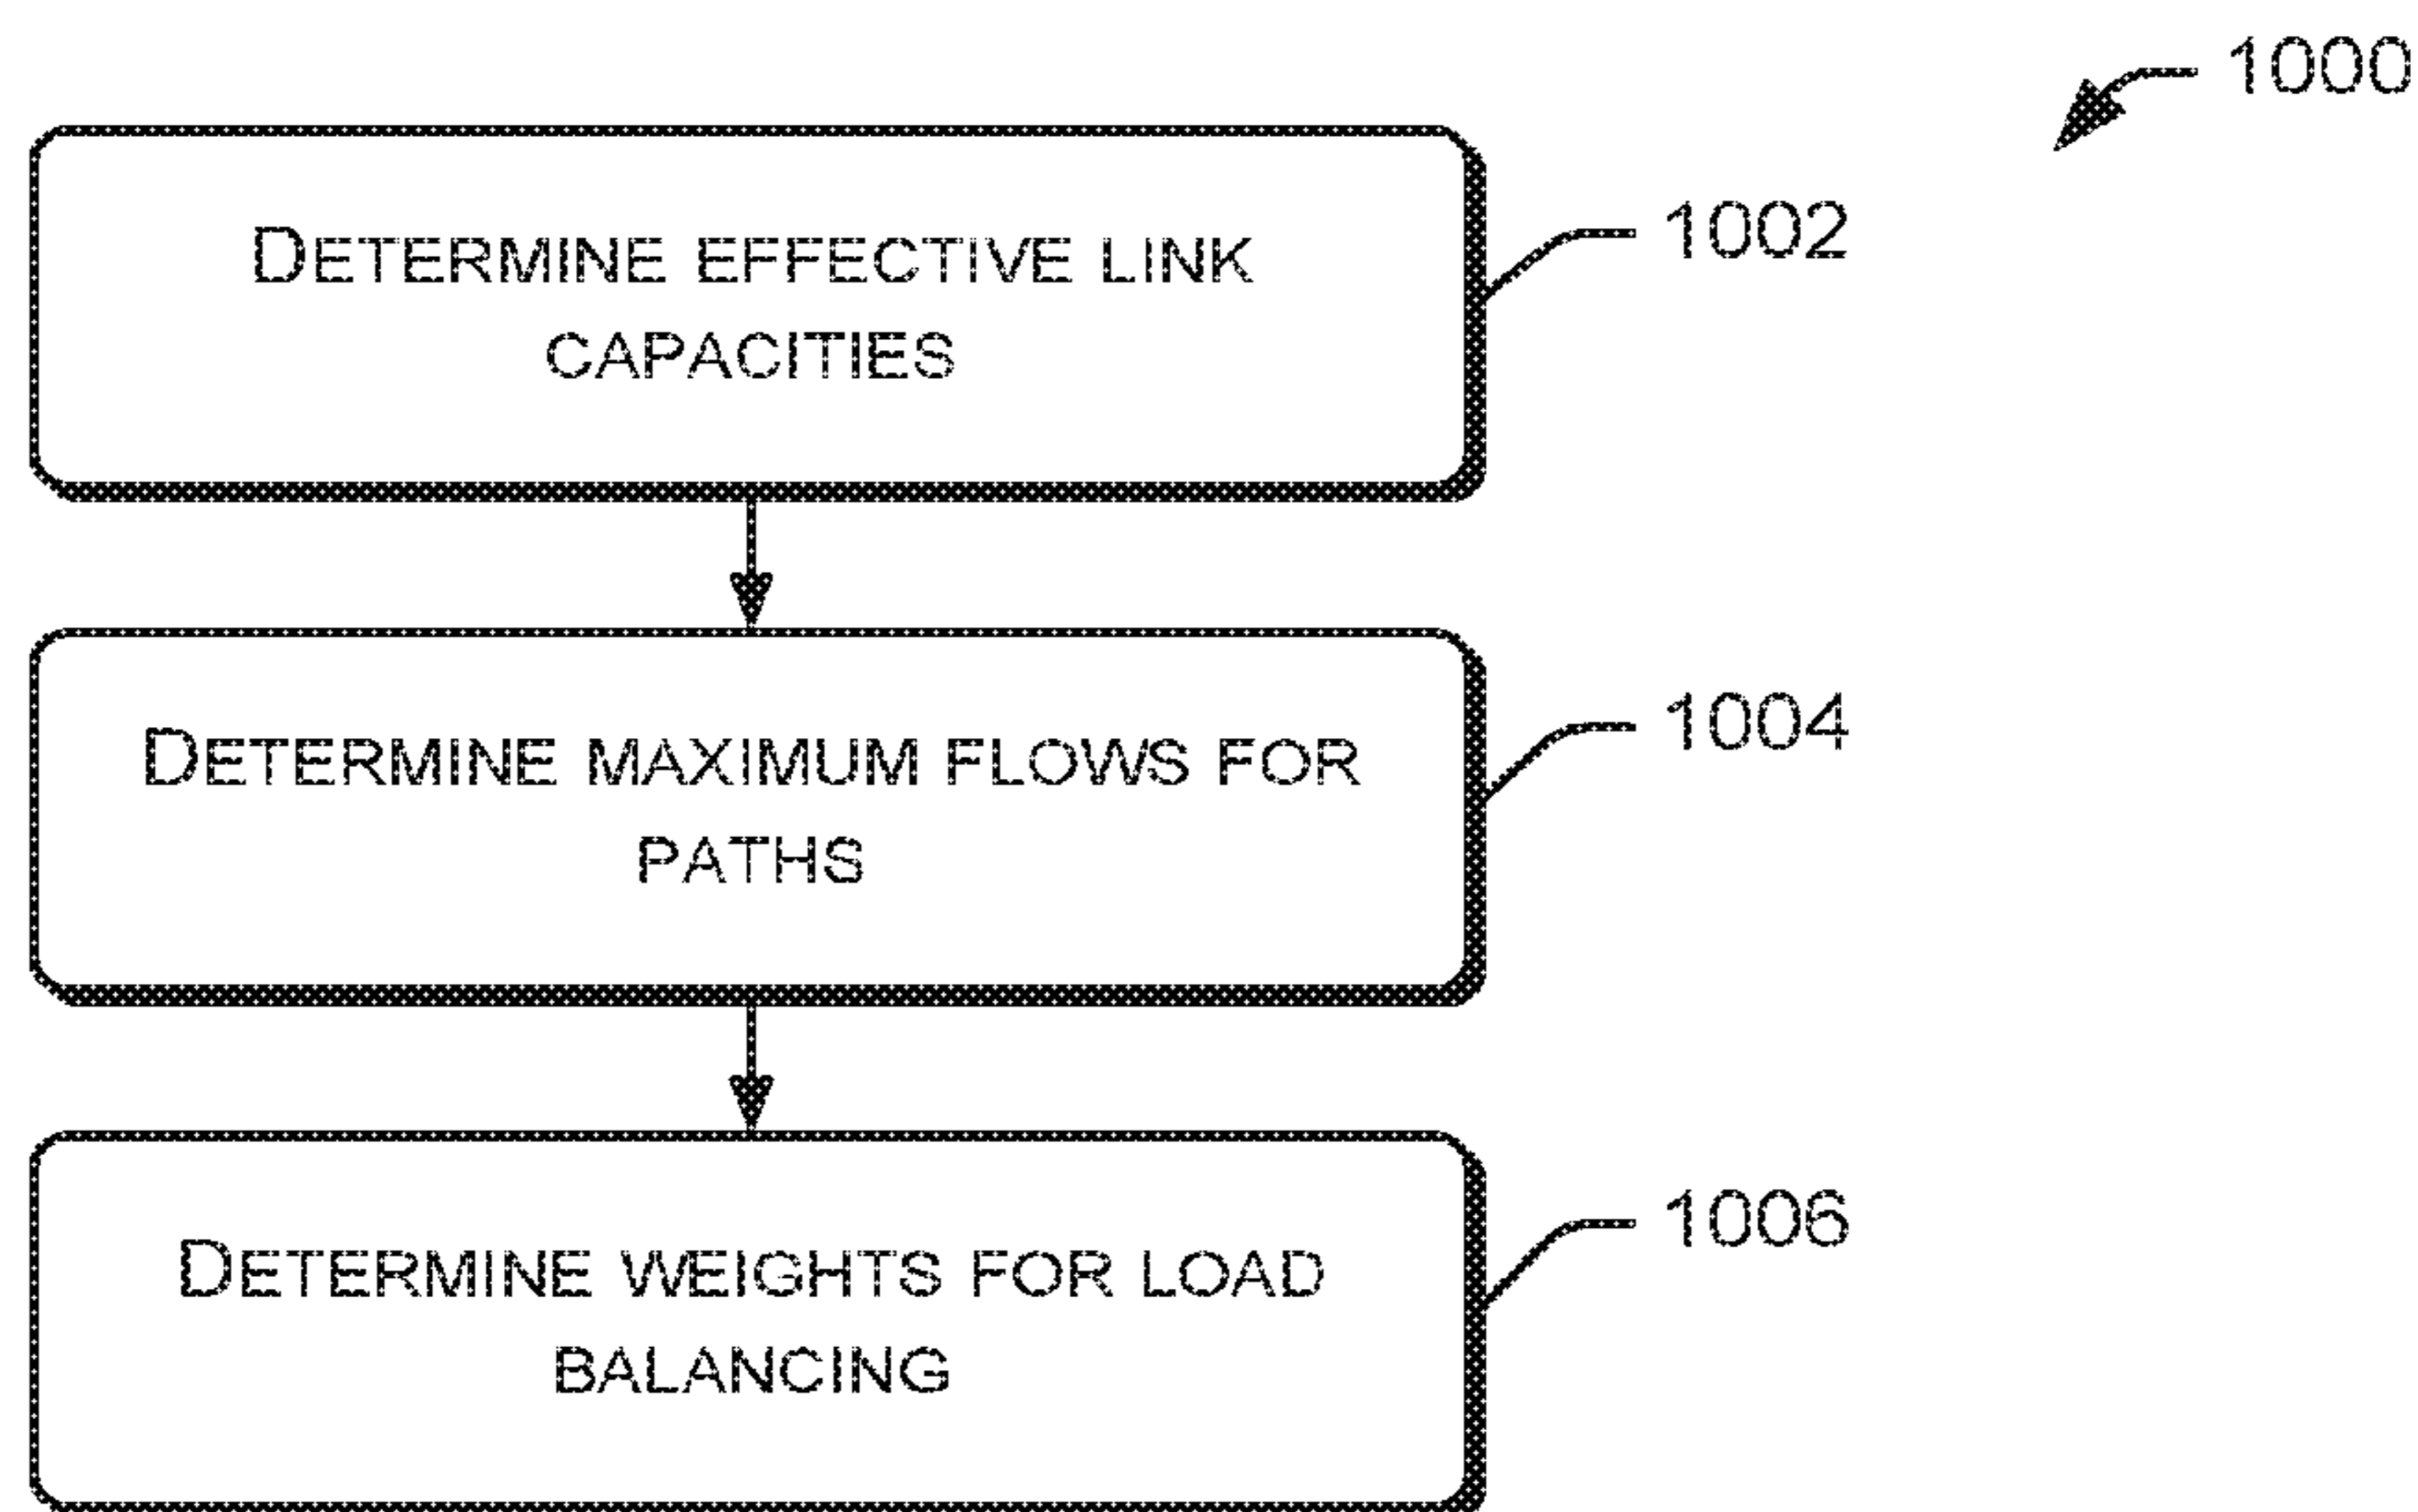 1000
DETERMINE EFFECTIVE LINK
CAPACITIES
1002
DETERMINE MAXIMUM FLOWS FOR
PATHS
1004
DETERMINE WEIGHTS FOR LOAD
BALANCING
1006